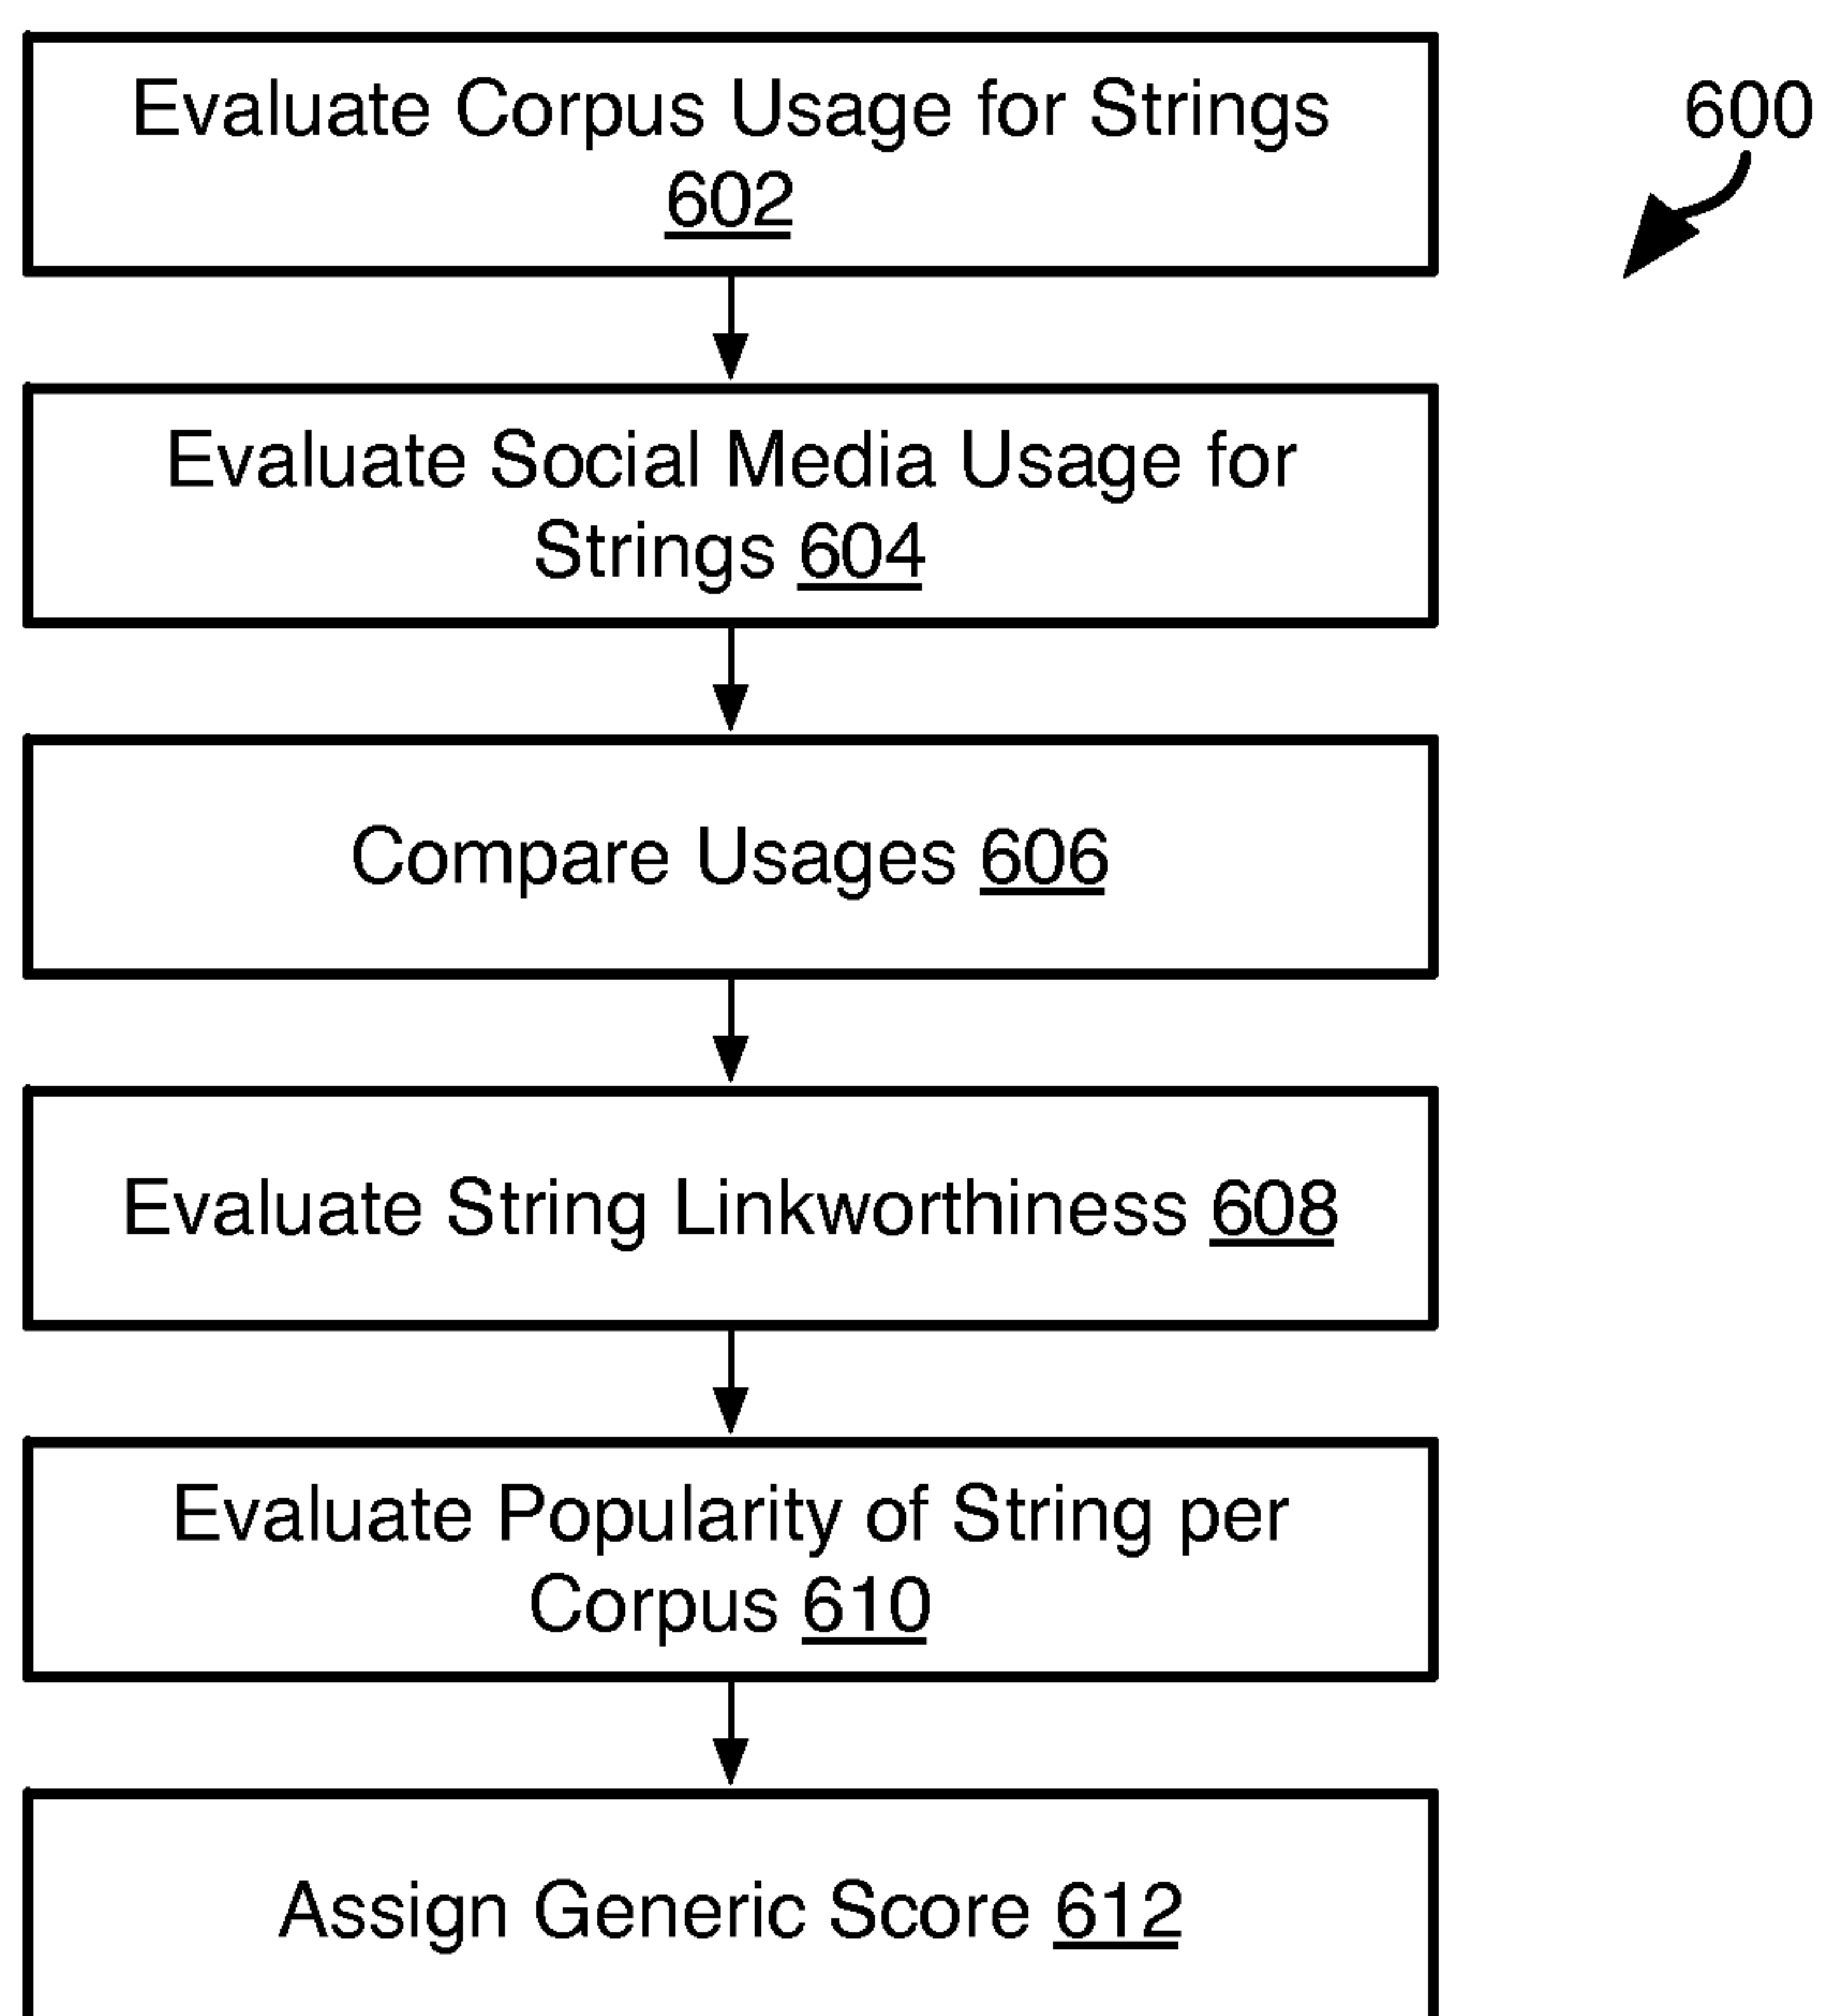 Evaluate Corpus Usage for Strings
602
600
Evaluate Social Media Usage for
Strings 604
Compare Usages 606
Evaluate String Linkworthiness 608
Evaluate Popularity of String per
Corpus 610
Assign Generic Score 612